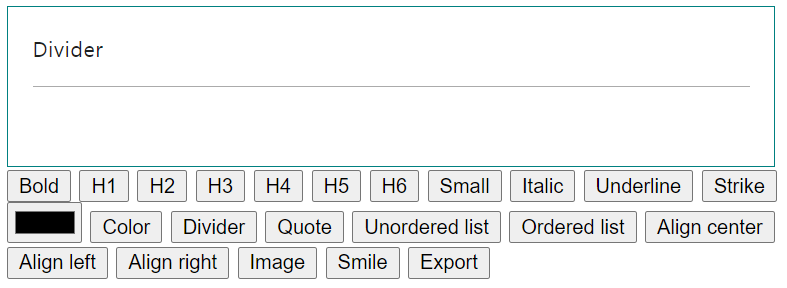 Divider
Bold H1 H2 H3 H4 H5 H6 Small Italic Underline Strike
Color Divider Quote Unordered list Ordered list Align center
Align left Align right Image Smile Export